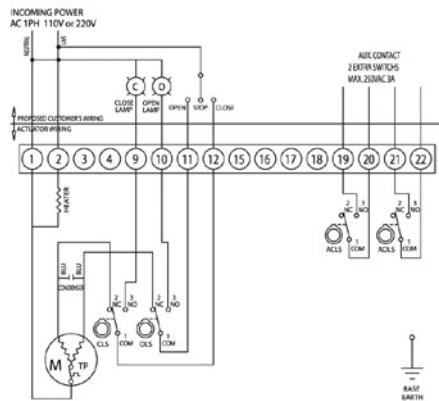 INCOMING POWER
AC 1PH 110V or 220V
NEUTRAL
LIVE
C
O
CLOSE
LAMP
OPEN
LAMP
OPEN
STOP
CLOSE
AUX. CONTACT
2 EXTRA SWITCHS
MAX. 250VAC 3A
PROPOSED CUSTOMER'S WIRING
ACTUATOR WIRING
1 2 3 4 9 10 11 12 15 16 17 18 19 20 21 22
HEATER
BLU
BLU
CONDENSER
2
NC
3
NO
1
COM
CLS
2
NC
3
NO
1
COM
OLS
2
NC
3
NO
1
COM
ACLS
2
NC
3
NO
1
COM
AOLS
M
TP
BASE
EARTH